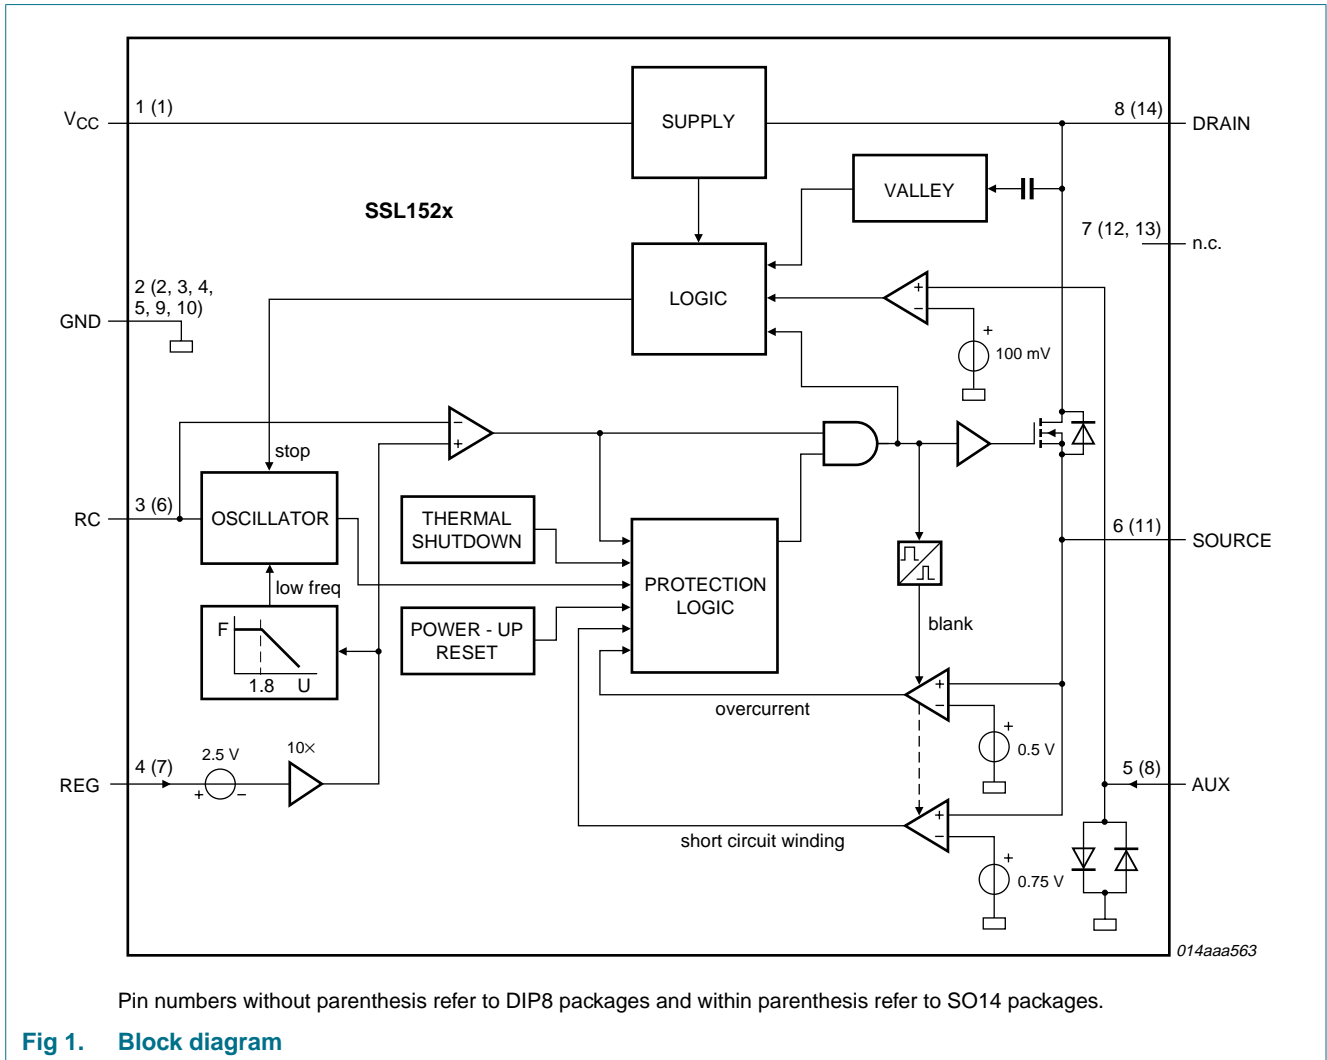 1 (1)
VCC
SUPPLY
8 (14)
DRAIN
VALLEY
SSL152x
7 (12, 13)
n.c.
2 (2, 3, 4,
5, 9, 10)
GND
LOGIC
+
−
+
100 mV
−
+
stop
3 (6)
RC
OSCILLATOR
THERMAL
SHUTDOWN
6 (11)
SOURCE
low freq
PROTECTION
LOGIC
F
1.8 U
POWER - UP
RESET
blank
+
−
overcurrent
+
0.5 V
2.5 V
10×
4 (7)
REG
+ −
5 (8)
AUX
+
−
short circuit winding
+
0.75 V
014aaa563
Pin numbers without parenthesis refer to DIP8 packages and within parenthesis refer to SO14 packages.
Fig 1. Block diagram